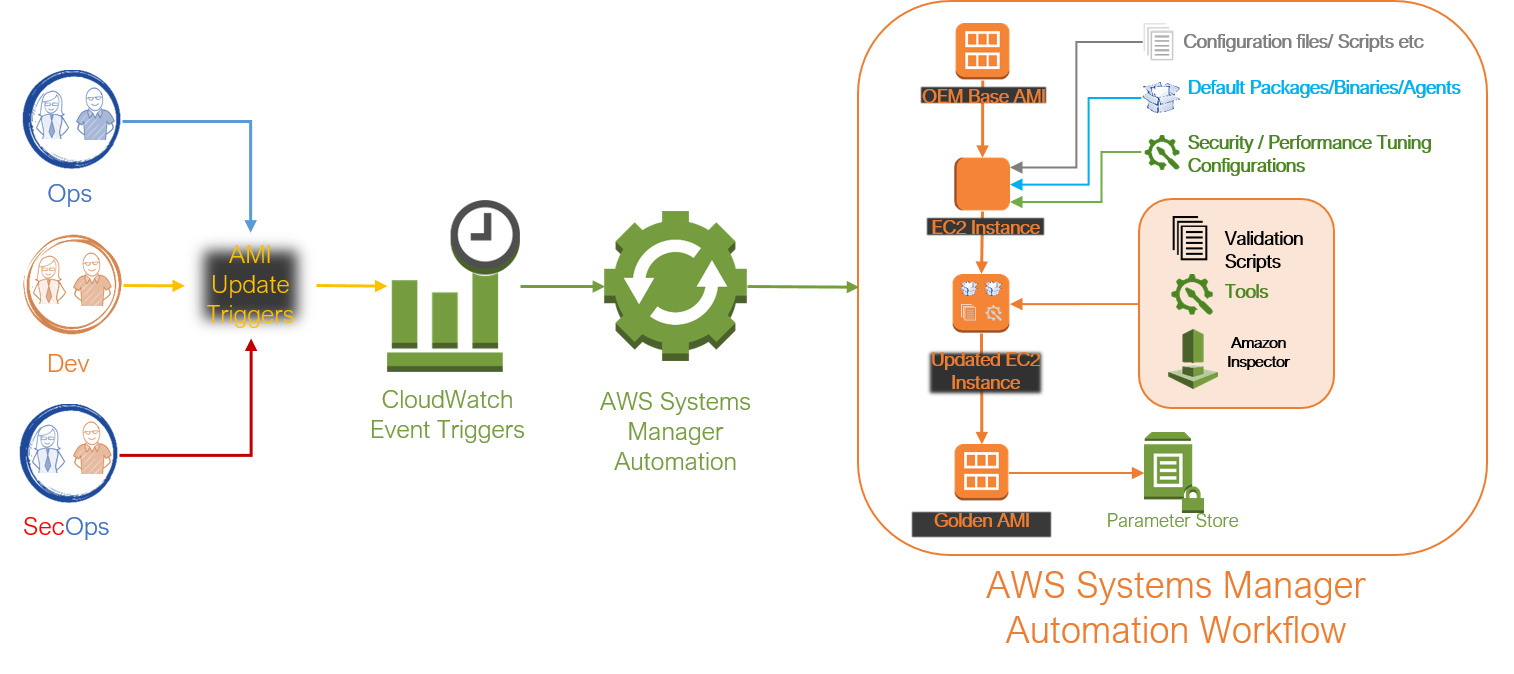 Ops
Dev
SecOps
AMI
Update
Triggers
CloudWatch
Event Triggers
AWS Systems
Manager
Automation
OEM Base AMI
Configuration files/ Scripts etc
Default Packages/Binaries/Agents
Security / Performance Tuning
Configurations
EC2 Instance
Validation
Scripts
Tools
Amazon
Inspector
Updated EC2
Instance
Golden AMI
Parameter Store
AWS Systems Manager
Automation Workflow